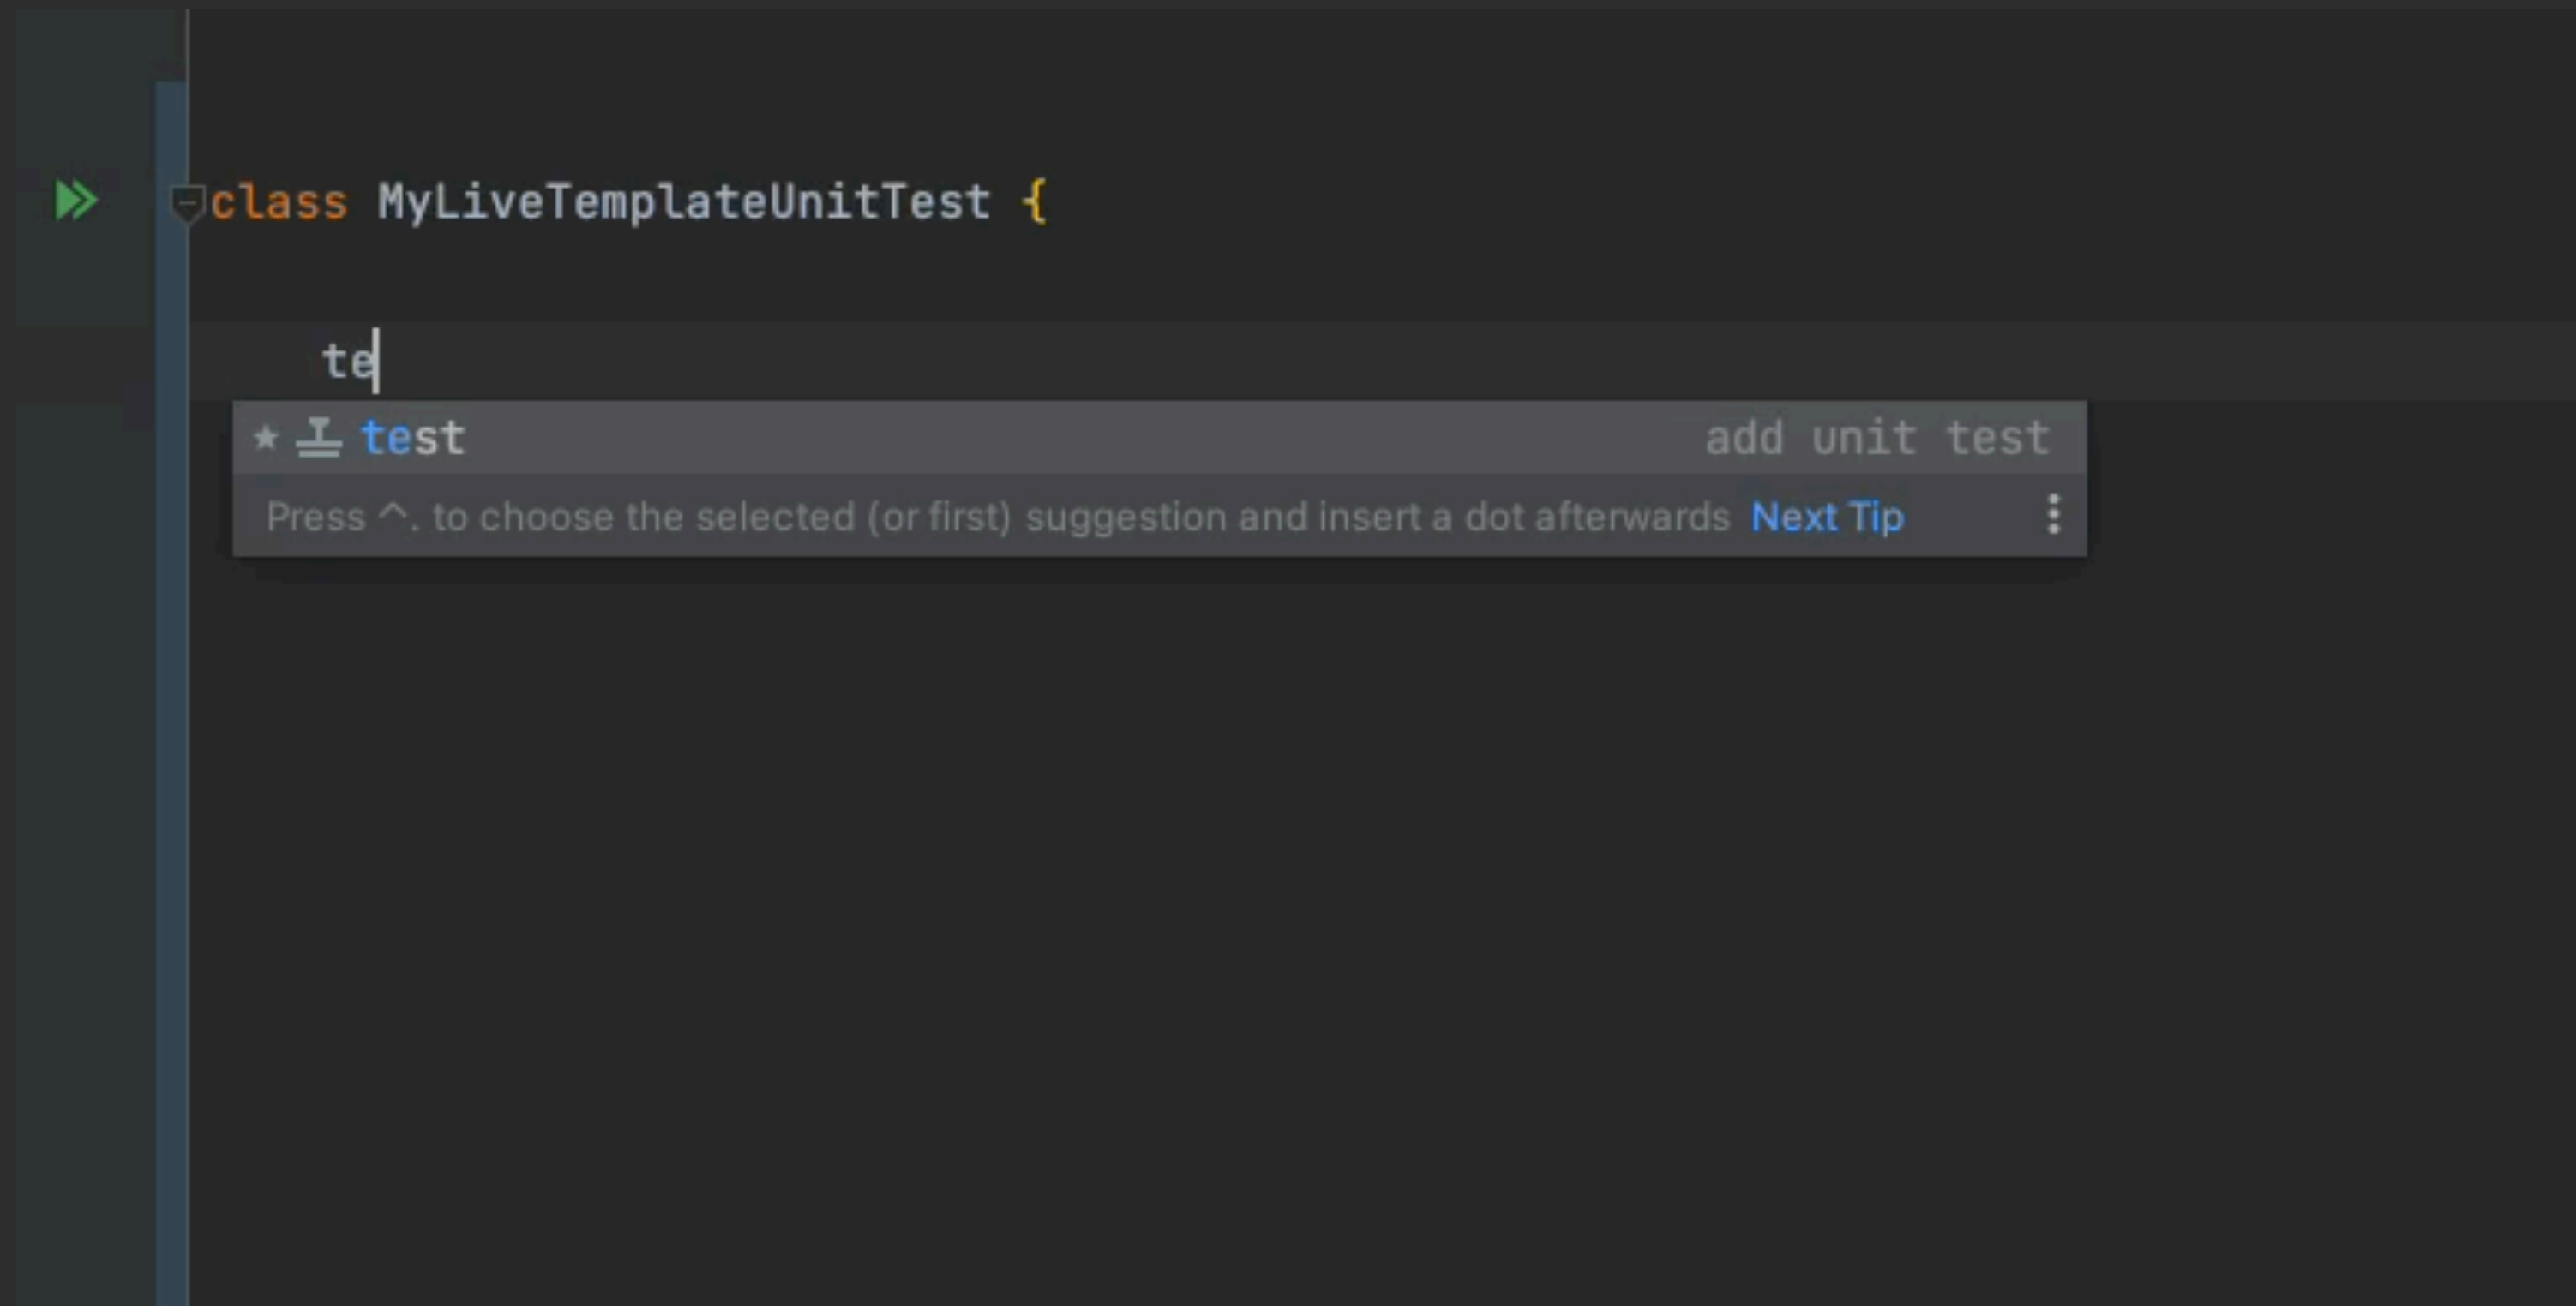 class MyLiveTemplateUnitTest {
te
test add unit test
Press ^. to choose the selected (or first) suggestion and insert a dot afterwards Next Tip